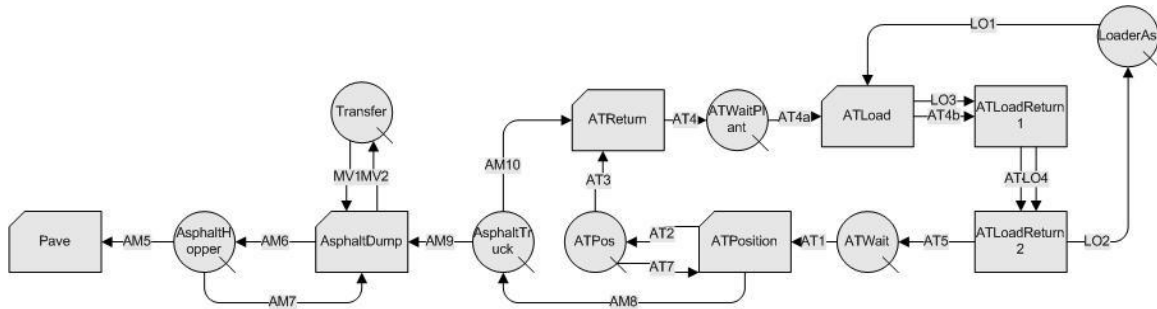 LO1
LoaderAs
Transfer
ATWaitPl
ant
ATReturn
AT4
AT4a
ATLoad
LO3
AT4b
ATLoadReturn
1
AM10
MV1
MV2
AT3
LO4
Pave
AM5
AsphaltH
opper
AM6
AsphaltDump
AM9
AsphaltTr
uck
ATPos
AT2
AT7
ATPosition
AT1
ATWait
AT5
ATLoadReturn
2
LO2
AM7
AM8